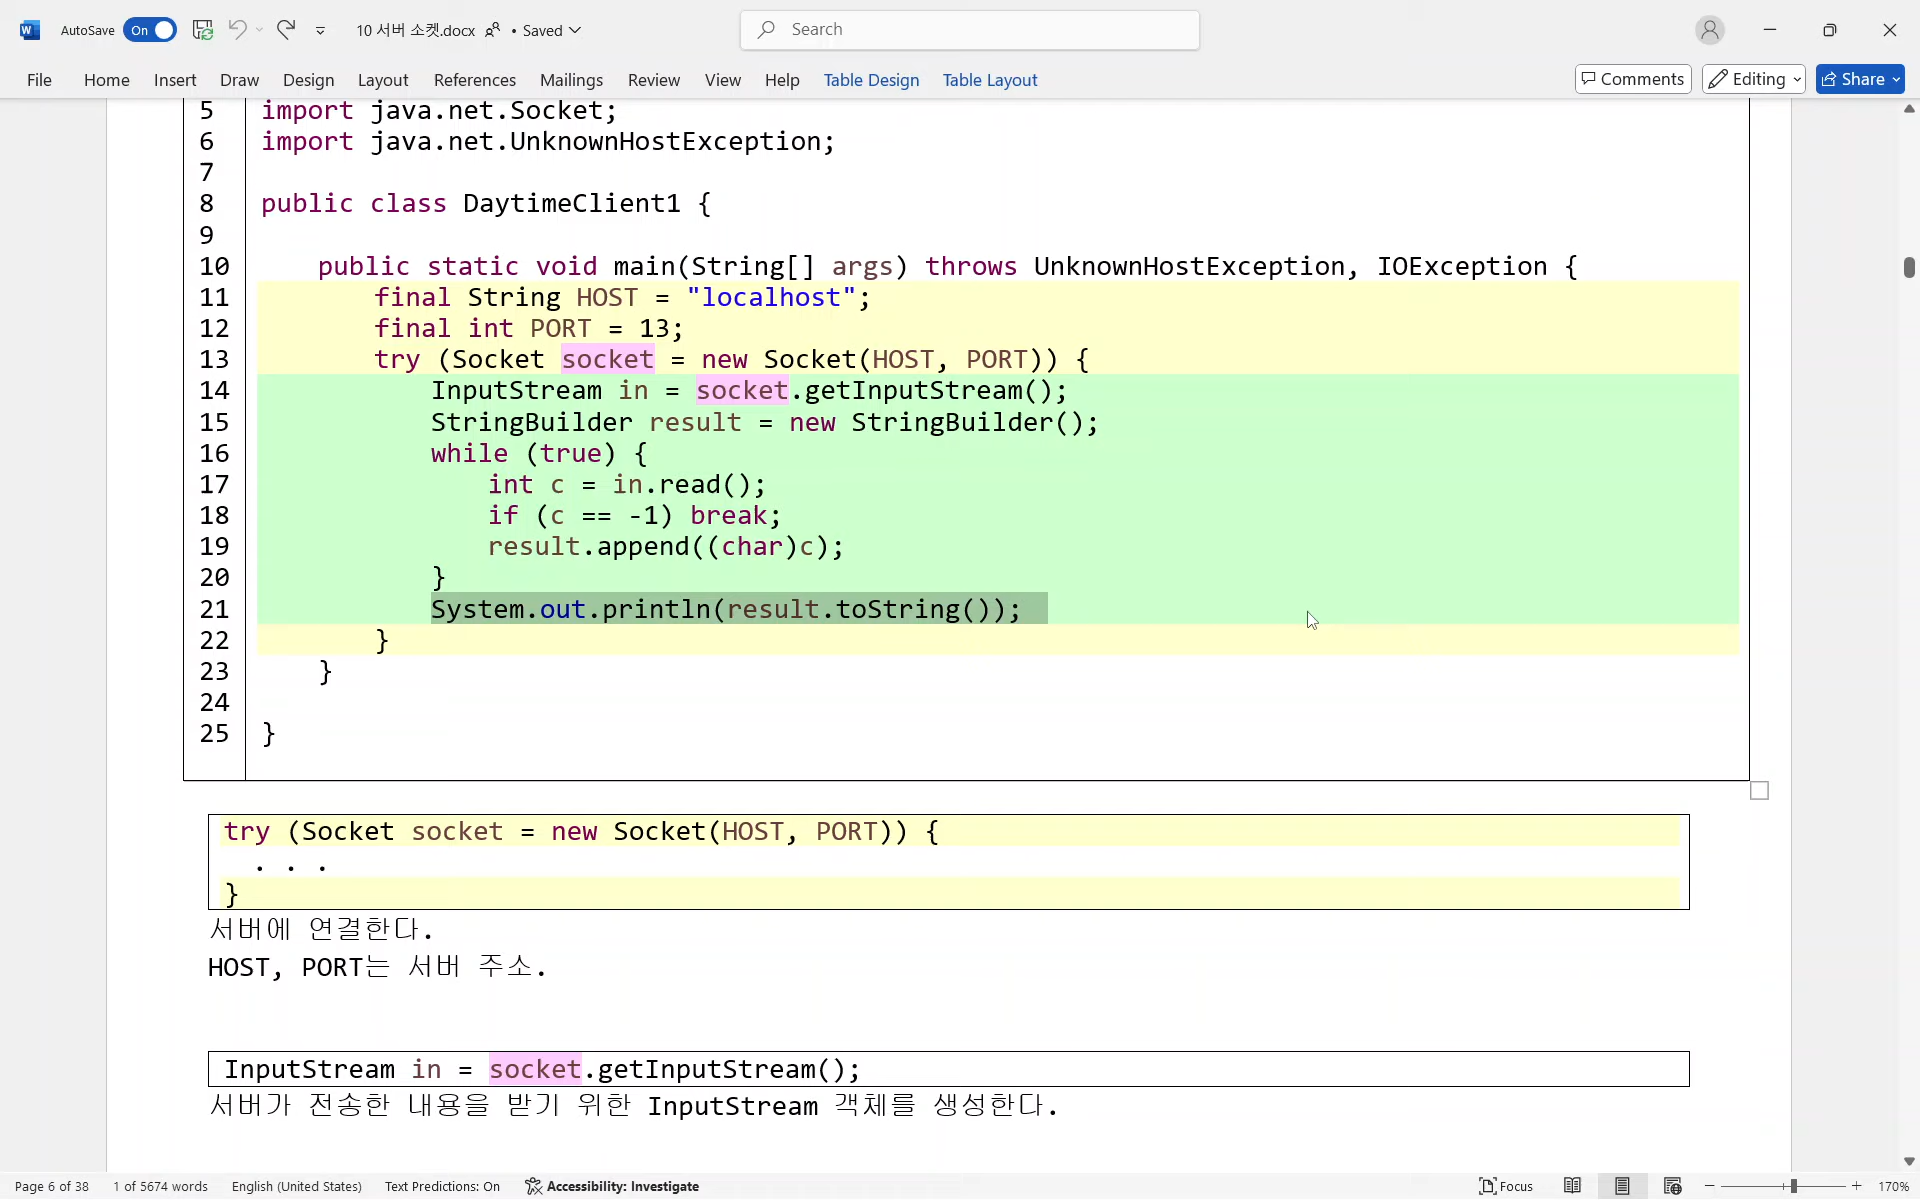 AutoSave On 10 서버 소켓.docx • Saved Search
File Home Insert Draw Design Layout References Mailings Review View Help Table Design Table Layout Comments Editing Share
5 import java.net.Socket;
6 import java.net.UnknownHostException;
7
8 public class DaytimeClient1 {
9
10 public static void main(String[] args) throws UnknownHostException, IOException {
11 final String HOST = "localhost";
12 final int PORT = 13;
13 try (Socket socket = new Socket(HOST, PORT)) {
14 InputStream in = socket.getInputStream();
15 StringBuilder result = new StringBuilder();
16 while (true) {
17 int c = in.read();
18 if (c == -1) break;
19 result.append((char)c);
20 }
21 System.out.println(result.toString());
22 }
23 }
24
25 }
try (Socket socket = new Socket(HOST, PORT)) {
. . .
}
서버에 연결한다.
HOST, PORT는 서버 주소.
InputStream in = socket.getInputStream();
서버가 전송한 내용을 받기 위한 InputStream 객체를 생성한다.
Page 6 of 38 1 of 5674 words English (United States) Text Predictions: On Accessibility: Investigate Focus 170%